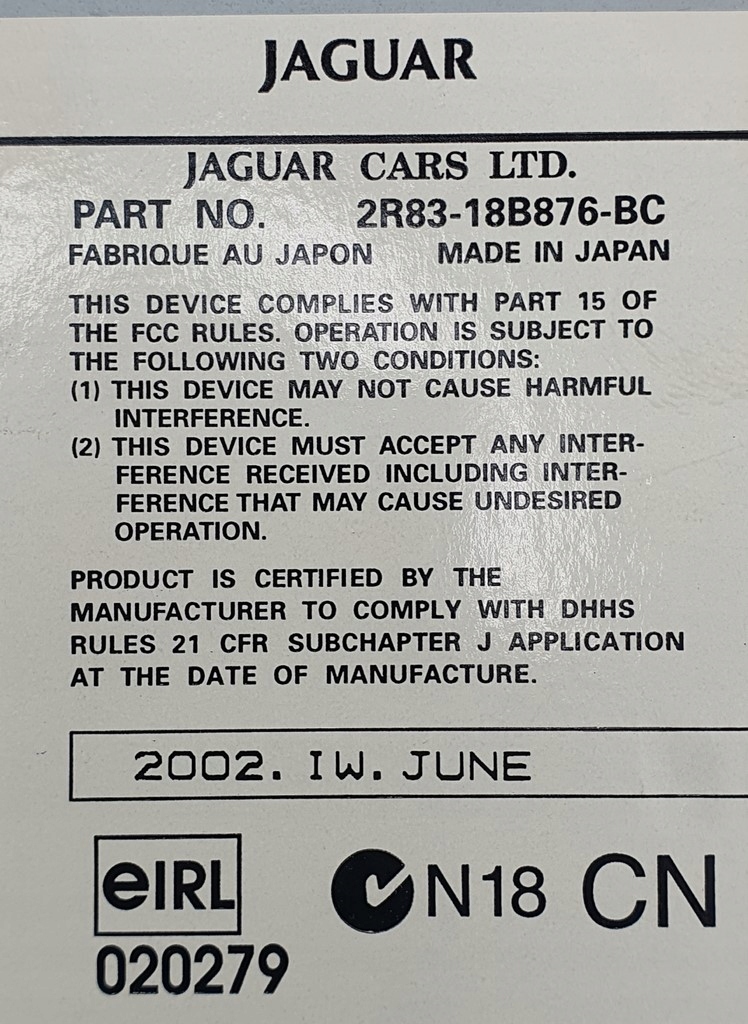 JAGUAR
JAGUAR CARS LTD.
PART NO. 2R83-18B876-BC
FABRIQUE AU JAPON MADE IN JAPAN
THIS DEVICE COMPLIES WITH PART 15 OF
THE FCC RULES. OPERATION IS SUBJECT TO
THE FOLLOWING TWO CONDITIONS:
(1) THIS DEVICE MAY NOT CAUSE HARMFUL
INTERFERENCE.
(2) THIS DEVICE MUST ACCEPT ANY INTER-
FERENCE RECEIVED INCLUDING INTER-
FERENCE THAT MAY CAUSE UNDESIRED
OPERATION.
PRODUCT IS CERTIFIED BY THE
MANUFACTURER TO COMPLY WITH DHHS
RULES 21 CFR SUBCHAPTER J APPLICATION
AT THE DATE OF MANUFACTURE.
2002. IW. JUNE
eIRL N18 CN
020279